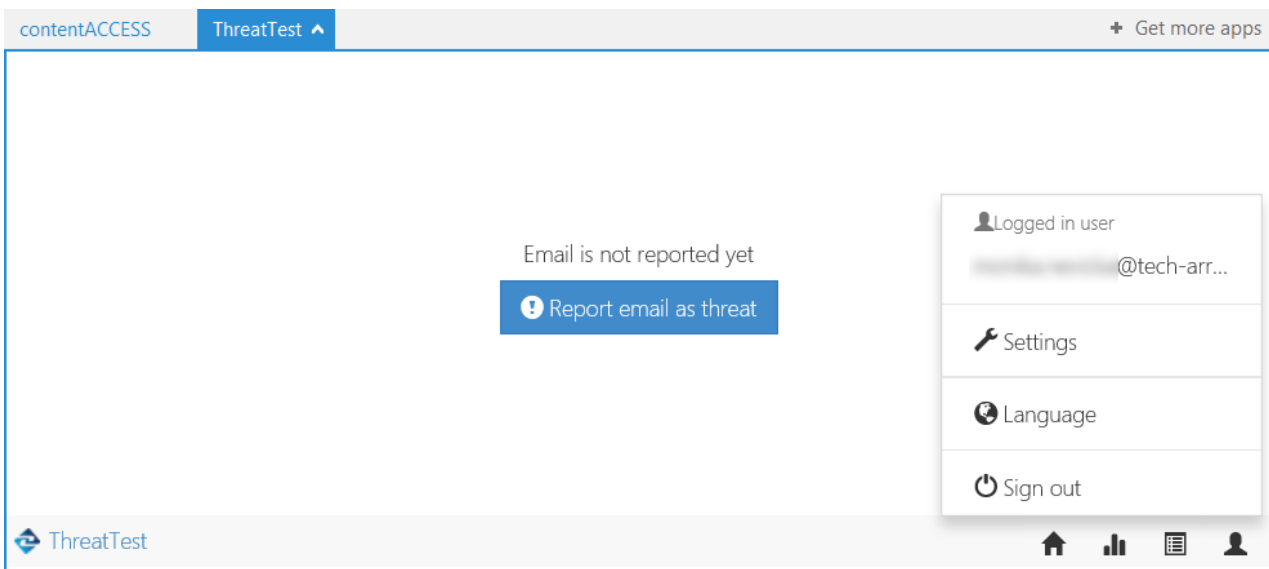 contentACCESS ThreatTest Get more apps
Logged in user
@tech-arr...
Email is not reported yet
Report email as threat
Settings
Language
Sign out
ThreatTest